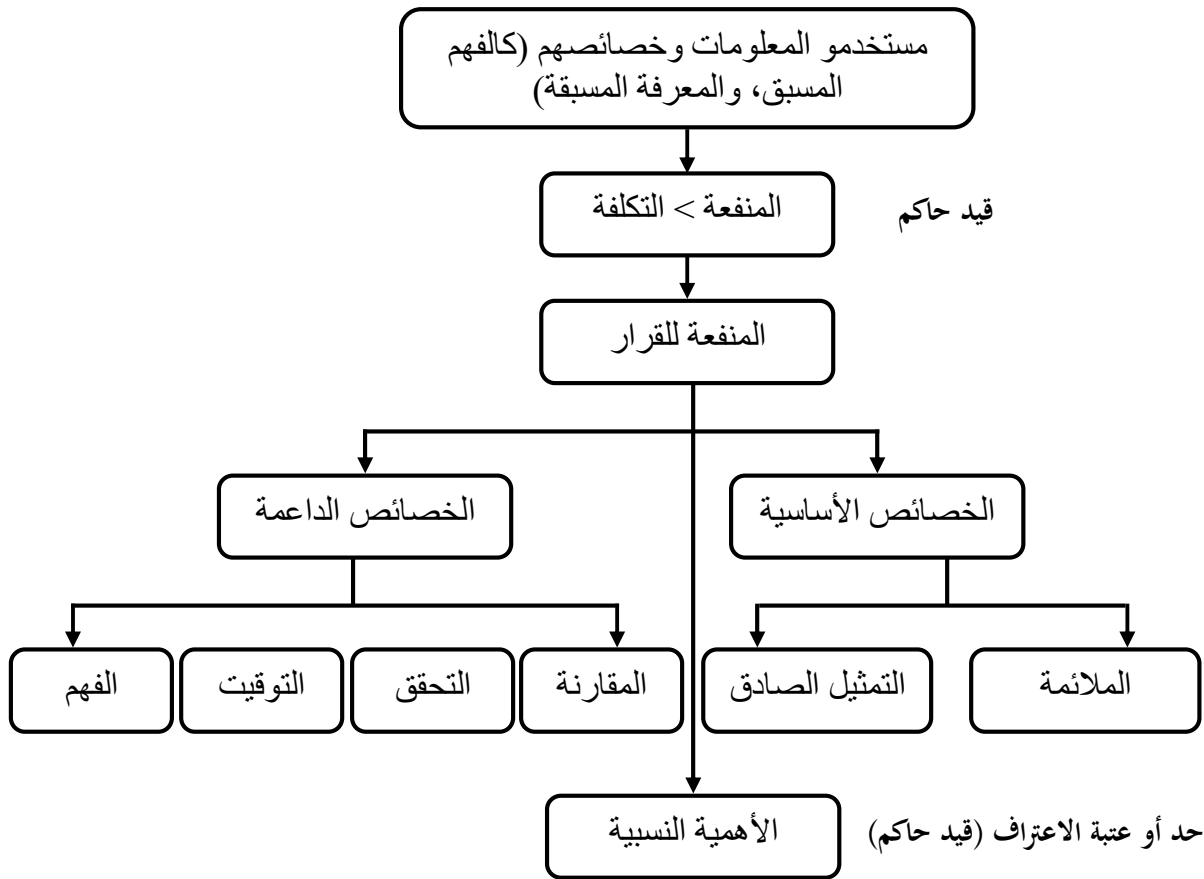 مستخدمو المعلومات وخصائصهم (كالفهم
المسبق، والمعرفة المسبقة)
المنفعة > التكلفة
قيد حاكم
المنفعة للقرار
الخصائص الأساسية
الخصائص الداعمة
الملائمة
التمثيل الصادق
المقارنة
التحقق
التوقيت
الفهم
حد أو عتبة الاعتراف (قيد حاكم)
الأهمية النسبية